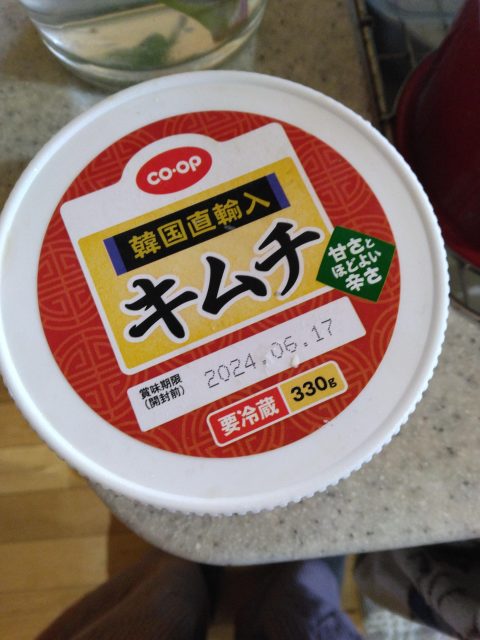 CO·OP
韓国直輸入
キムチ
甘さと
ほどよい
辛さ
賞味期限
(開封前)
2024.06.17
要冷蔵
330g